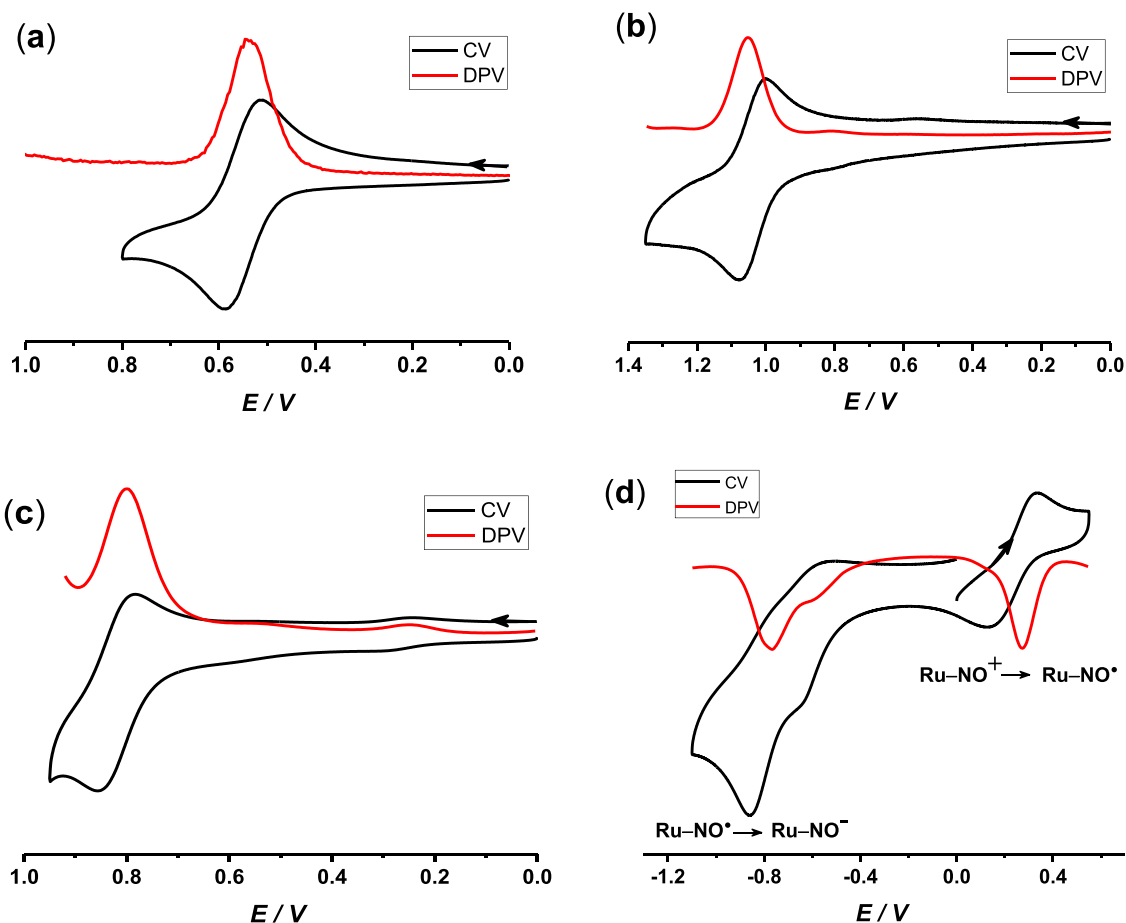 (a)
CV
DPV
1.0 0.8 0.6 0.4 0.2 0.0
E / V
(b)
CV
DPV
1.4 1.2 1.0 0.8 0.6 0.4 0.2 0.0
E / V
(c)
CV
DPV
1.0 0.8 0.6 0.4 0.2 0.0
E / V
(d)
CV
DPV
Ru–NO⁺ → Ru–NO•
Ru–NO• → Ru–NO⁻
-1.2 -0.8 -0.4 0.0 0.4
E / V